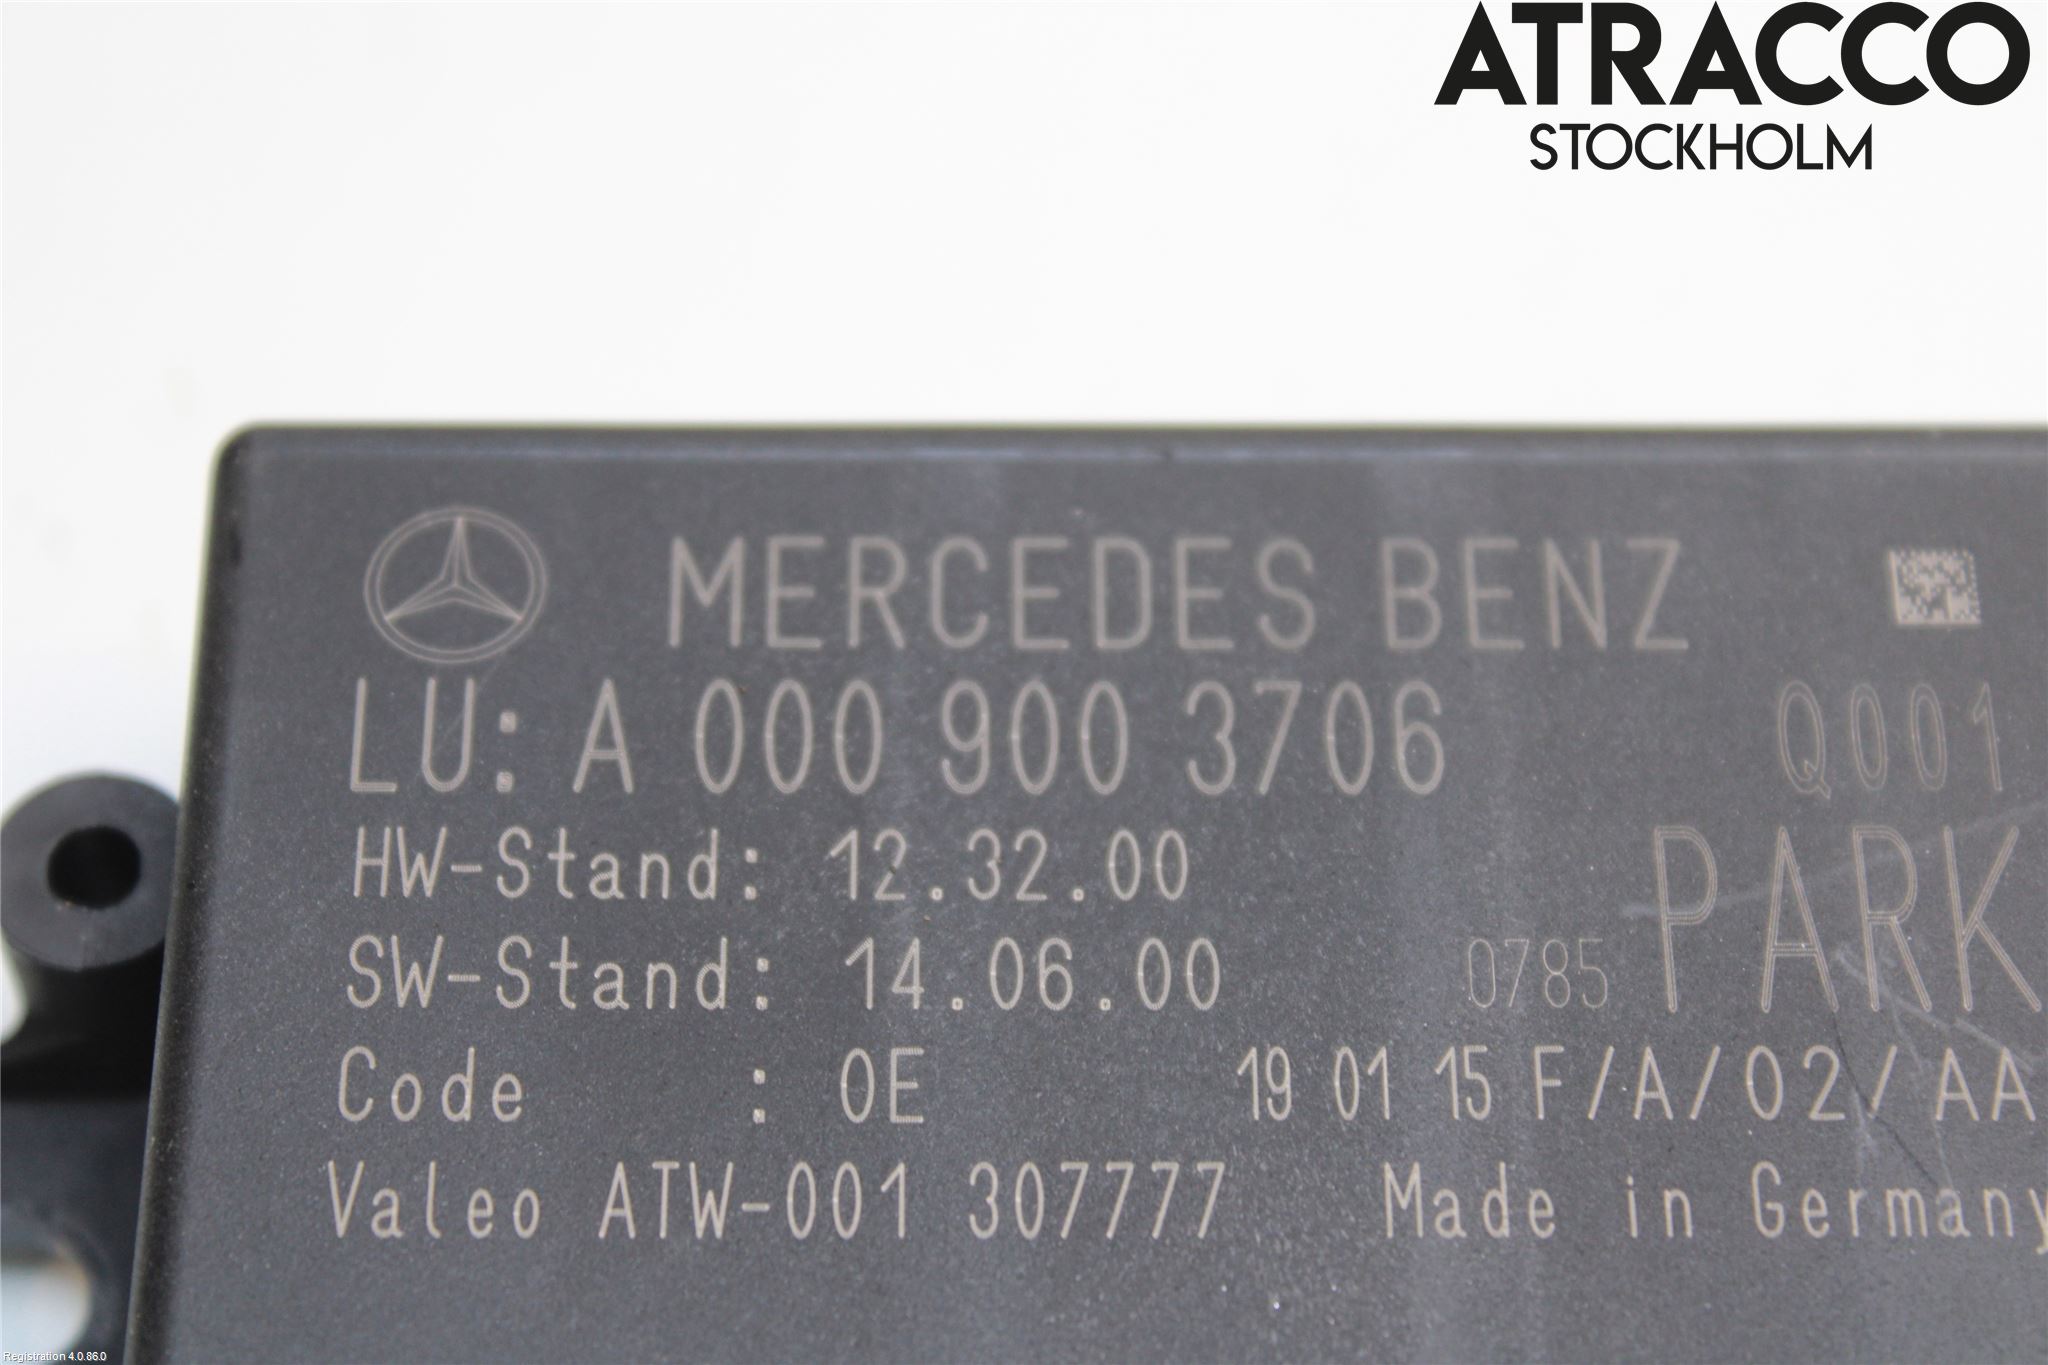 ATRACCO
STOCKHOLM
MERCEDES BENZ
LU: A 000 900 3706 Q001
HW-Stand: 12.32.00
SW-Stand: 14.06.00 0785 PARK
Code : 0E 19 01 15 F/A/02/AA
Valeo ATW-001 307777 Made in Germany
Registration 4.0.86.0